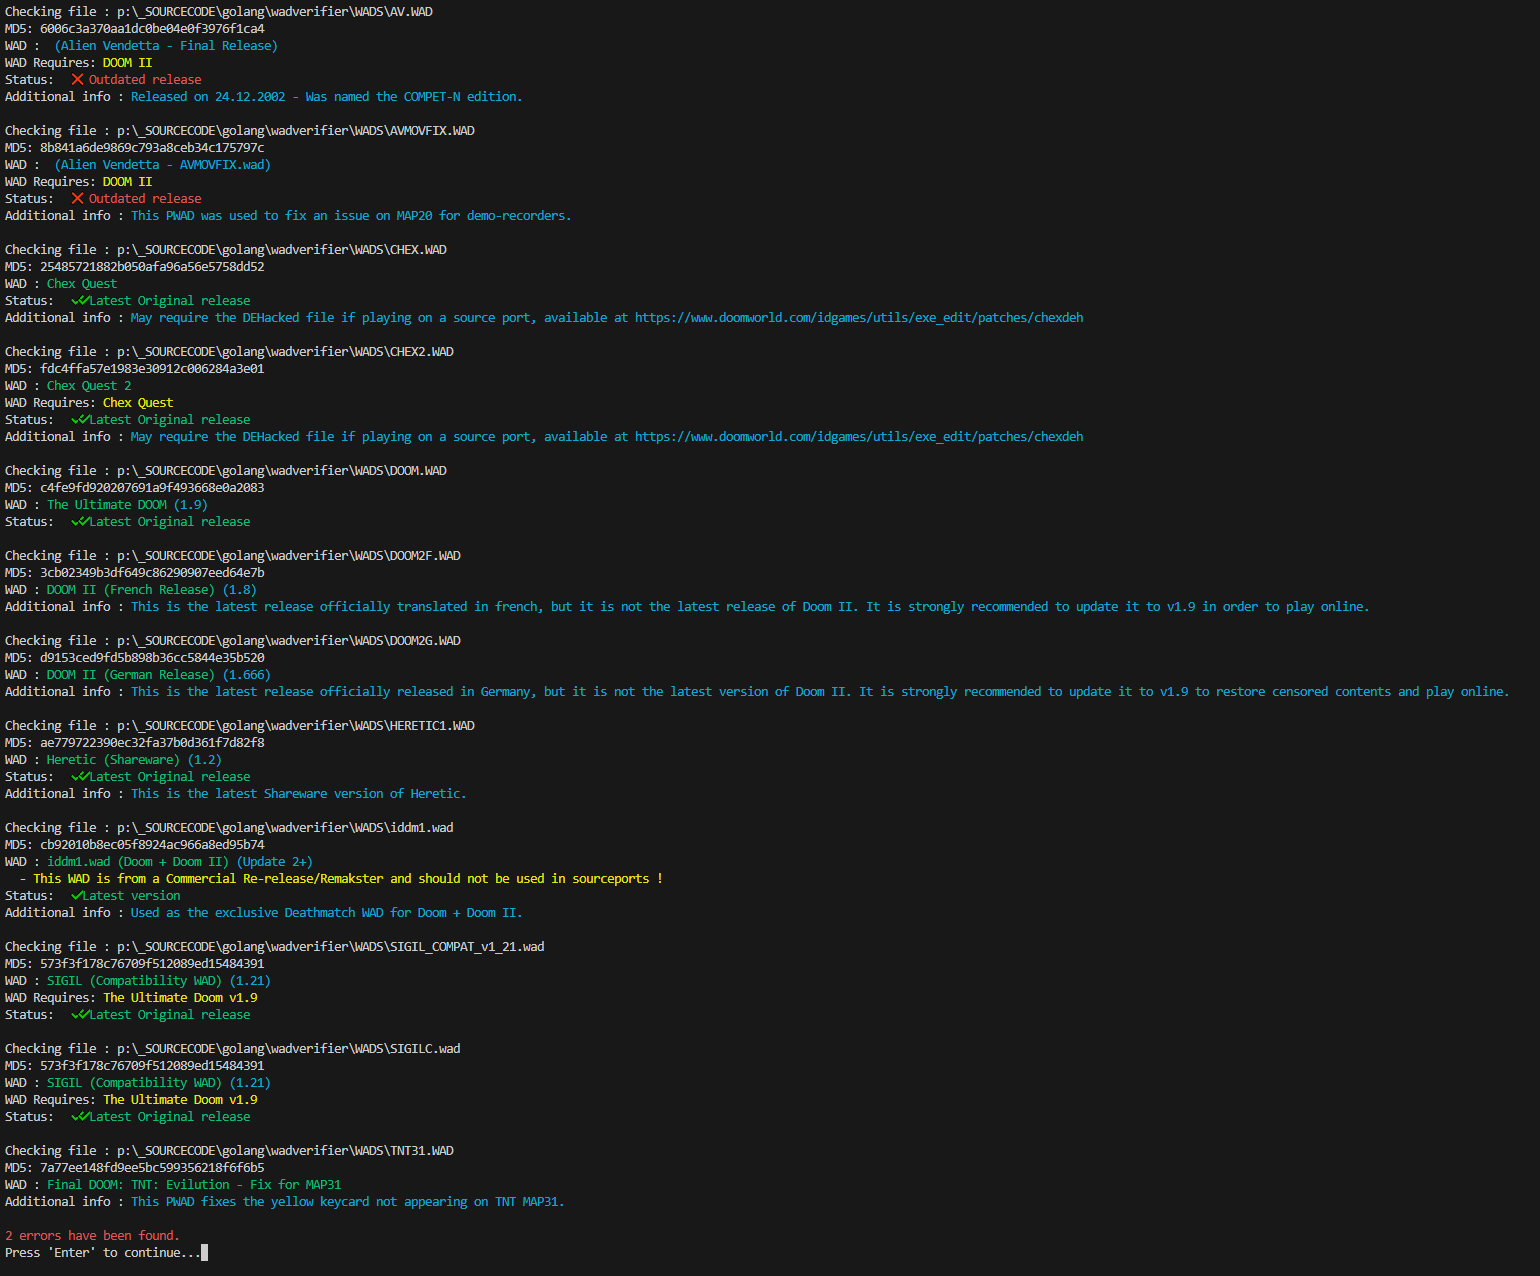 Checking file : p:\_SOURCECODE\golang\wadverifier\WADS\AV.WAD
MD5: 6006c3a370aa1dc0be04e0f3976f1ca4
WAD :  (Alien Vendetta - Final Release)
WAD Requires: DOOM II
Status:  ❌ Outdated release
Additional info : Released on 24.12.2002 - Was named the COMPET-N edition.

Checking file : p:\_SOURCECODE\golang\wadverifier\WADS\AVMOVFIX.WAD
MD5: 8b841a6de9869c793a8ceb34c175797c
WAD :  (Alien Vendetta - AVMOVFIX.wad)
WAD Requires: DOOM II
Status:  ❌ Outdated release
Additional info : This PWAD was used to fix an issue on MAP20 for demo-recorders.

Checking file : p:\_SOURCECODE\golang\wadverifier\WADS\CHEX.WAD
MD5: 25485721882b050afa96a56e5758dd52
WAD : Chex Quest
Status:  ✓✓Latest Original release
Additional info : May require the DEHacked file if playing on a source port, available at https://www.doomworld.com/idgames/utils/exe_edit/patches/chexdeh

Checking file : p:\_SOURCECODE\golang\wadverifier\WADS\CHEX2.WAD
MD5: fdc4ffa57e1983e30912c006284a3e01
WAD : Chex Quest 2
WAD Requires: Chex Quest
Status:  ✓✓Latest Original release
Additional info : May require the DEHacked file if playing on a source port, available at https://www.doomworld.com/idgames/utils/exe_edit/patches/chexdeh

Checking file : p:\_SOURCECODE\golang\wadverifier\WADS\DOOM.WAD
MD5: c4fe9fd920207691a9f493668e0a2083
WAD : The Ultimate DOOM (1.9)
Status:  ✓✓Latest Original release

Checking file : p:\_SOURCECODE\golang\wadverifier\WADS\DOOM2F.WAD
MD5: 3cb02349b3df649c86290907eed64e7b
WAD : DOOM II (French Release) (1.8)
Additional info : This is the latest release officially translated in french, but it is not the latest release of Doom II. It is strongly recommended to update it to v1.9 in order to play online.

Checking file : p:\_SOURCECODE\golang\wadverifier\WADS\DOOM2G.WAD
MD5: d9153ced9fd5b898b36cc5844e35b520
WAD : DOOM II (German Release) (1.666)
Additional info : This is the latest release officially released in Germany, but it is not the latest version of Doom II. It is strongly recommended to update it to v1.9 to restore censored contents and play online.

Checking file : p:\_SOURCECODE\golang\wadverifier\WADS\HERETIC1.WAD
MD5: ae779722390ec32fa37b0d361f7d82f8
WAD : Heretic (Shareware) (1.2)
Status:  ✓✓Latest Original release
Additional info : This is the latest Shareware version of Heretic.

Checking file : p:\_SOURCECODE\golang\wadverifier\WADS\iddm1.wad
MD5: cb92010b8ec05f8924ac966a8ed95b74
WAD : iddm1.wad (Doom + Doom II) (Update 2+)
  - This WAD is from a Commercial Re-release/Remakster and should not be used in sourceports !
Status:  ✓Latest version
Additional info : Used as the exclusive Deathmatch WAD for Doom + Doom II.

Checking file : p:\_SOURCECODE\golang\wadverifier\WADS\SIGIL_COMPAT_v1_21.wad
MD5: 573f3f178c76709f512089ed15484391
WAD : SIGIL (Compatibility WAD) (1.21)
WAD Requires: The Ultimate Doom v1.9
Status:  ✓✓Latest Original release

Checking file : p:\_SOURCECODE\golang\wadverifier\WADS\SIGILC.wad
MD5: 573f3f178c76709f512089ed15484391
WAD : SIGIL (Compatibility WAD) (1.21)
WAD Requires: The Ultimate Doom v1.9
Status:  ✓✓Latest Original release

Checking file : p:\_SOURCECODE\golang\wadverifier\WADS\TNT31.WAD
MD5: 7a77ee148fd9ee5bc599356218f6f6b5
WAD : Final DOOM: TNT: Evilution - Fix for MAP31
Additional info : This PWAD fixes the yellow keycard not appearing on TNT MAP31.

2 errors have been found.
Press 'Enter' to continue...